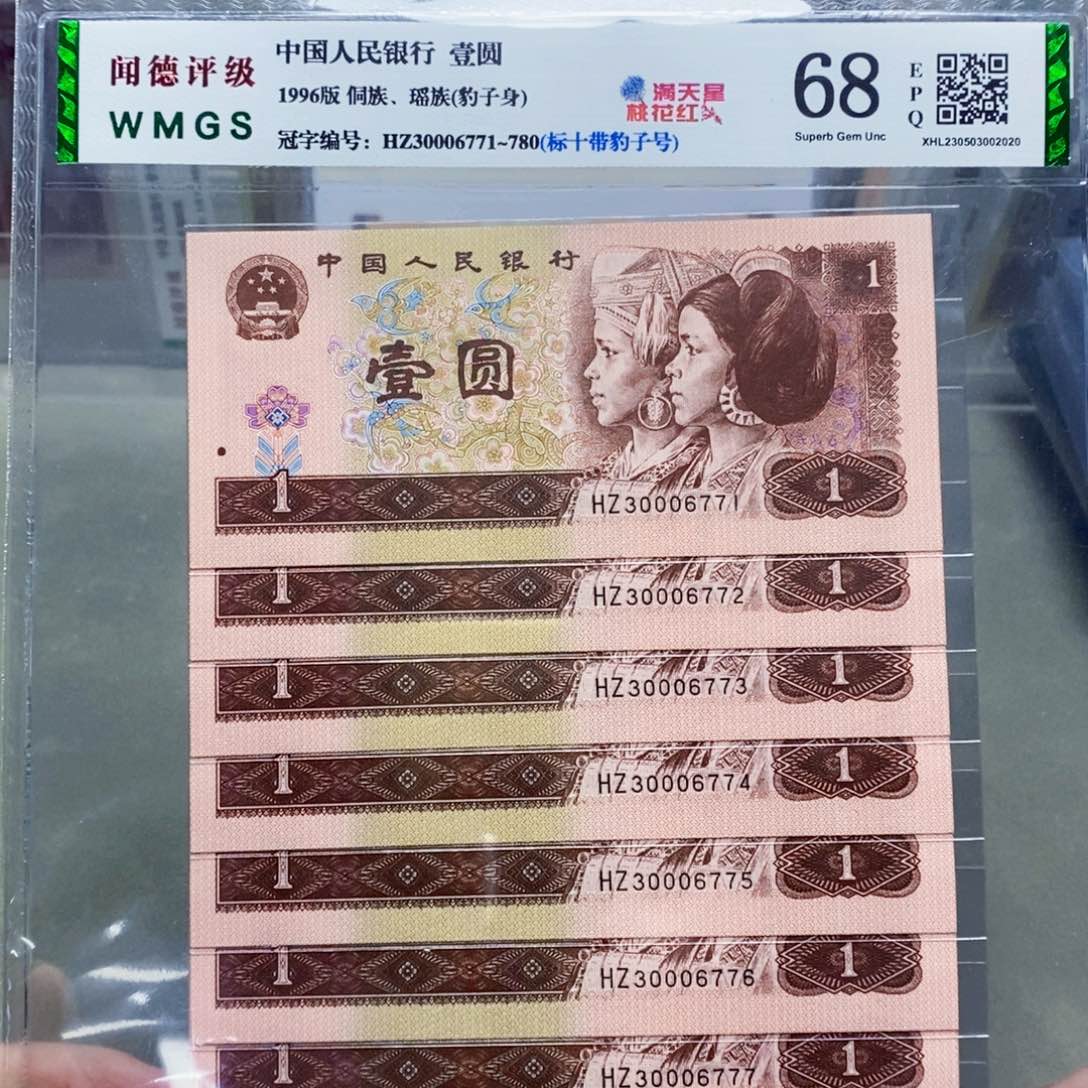 闻德评级
WMGS
中国人民银行 壹圆
1996版 侗族、瑶族(豹子身)
冠字编号：HZ30006771~780(标十带豹子号)
满天星
桃花红
68
Superb Gem Unc
EPQ
XHL230503002020
中国人民银行
1
壹圆
1
HZ30006771
1
1
HZ30006772
1
1
HZ30006773
1
1
HZ30006774
1
1
HZ30006775
1
1
HZ30006776
1
1
HZ30006777
1